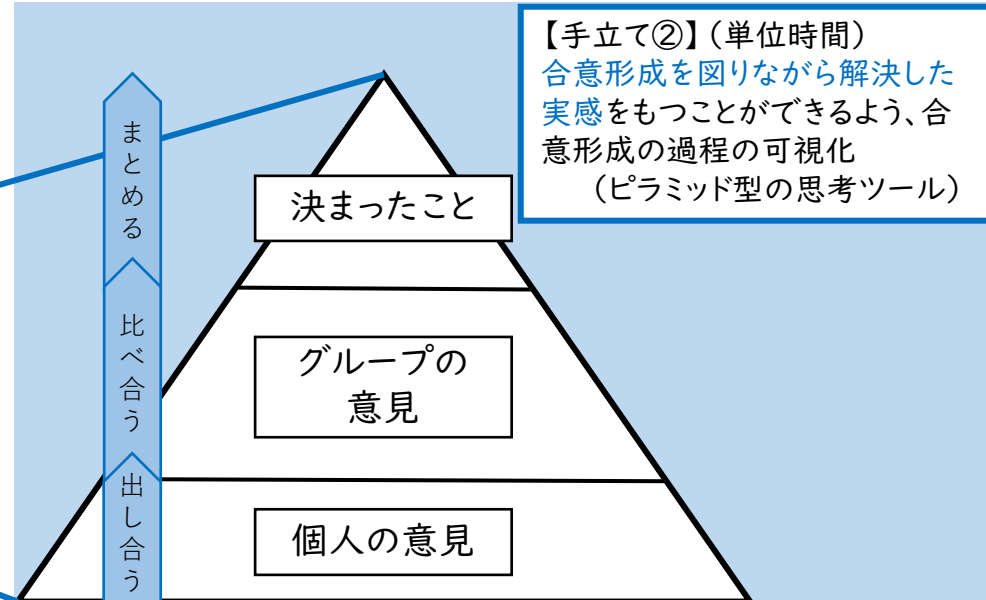 【手立て②】（単位時間）
合意形成を図りながら解決した
実感をもつことができるよう、合
意形成の過程の可視化
（ピラミッド型の思考ツール）
まとめる
比べ合う
出し合う
決まったこと
グループの
意見
個人の意見